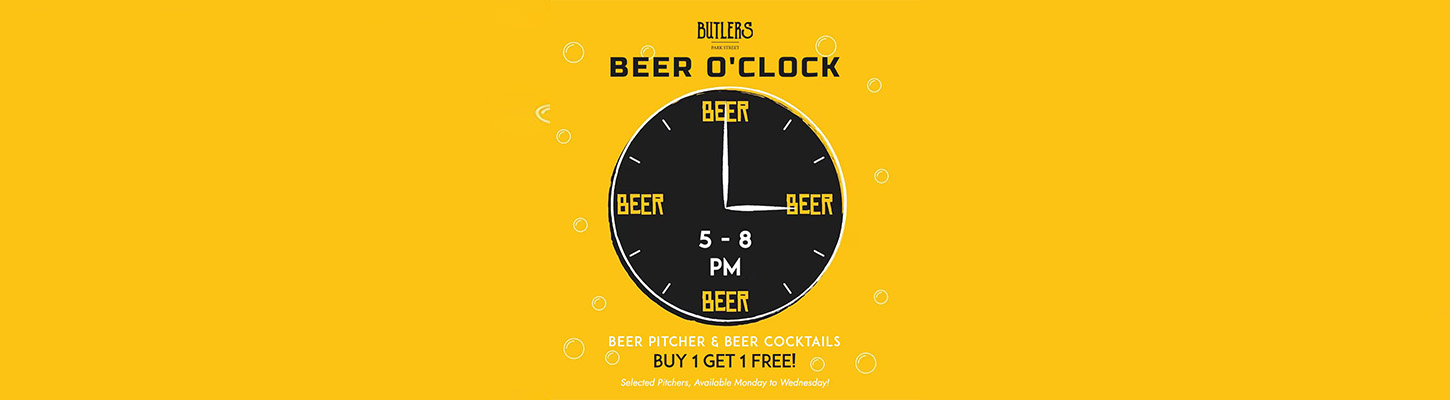 BUTLERS
PARK STREET
BEER O'CLOCK
BEER
BEER
BEER
5 - 8
PM
BEER
BEER PITCHER & BEER COCKTAILS
BUY 1 GET 1 FREE!
Selected Pitchers, Available Monday to Wednesday!